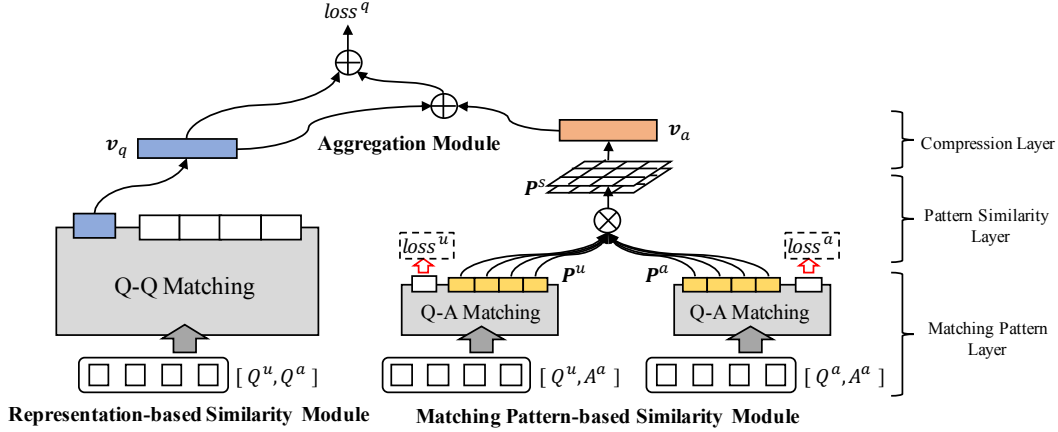 loss^q
v_q
Aggregation Module
v_a
Compression Layer
P^s
Pattern Similarity
Layer
loss^u
loss^a
P^u
P^a
Q-Q Matching
Q-A Matching
Q-A Matching
Matching Pattern
Layer
[ Q^u, Q^a ]
[ Q^u, A^a ]
[ Q^a, A^a ]
Representation-based Similarity Module
Matching Pattern-based Similarity Module